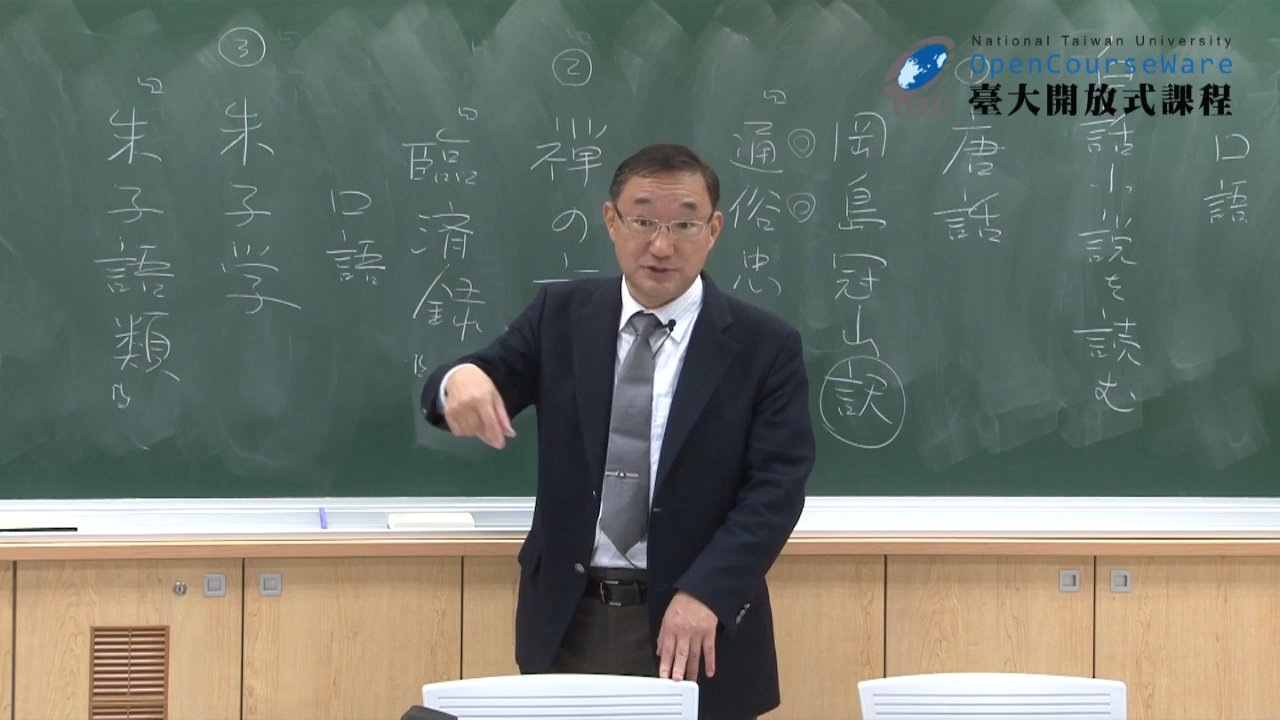 National Taiwan University
OpenCourseWare
臺大開放式課程
口語
白話小説を読む
唐話
岡島冠山訳
◎◎
「通俗忠
②
禅の
「臨済録」
口語
③
朱子学
「朱子語類」